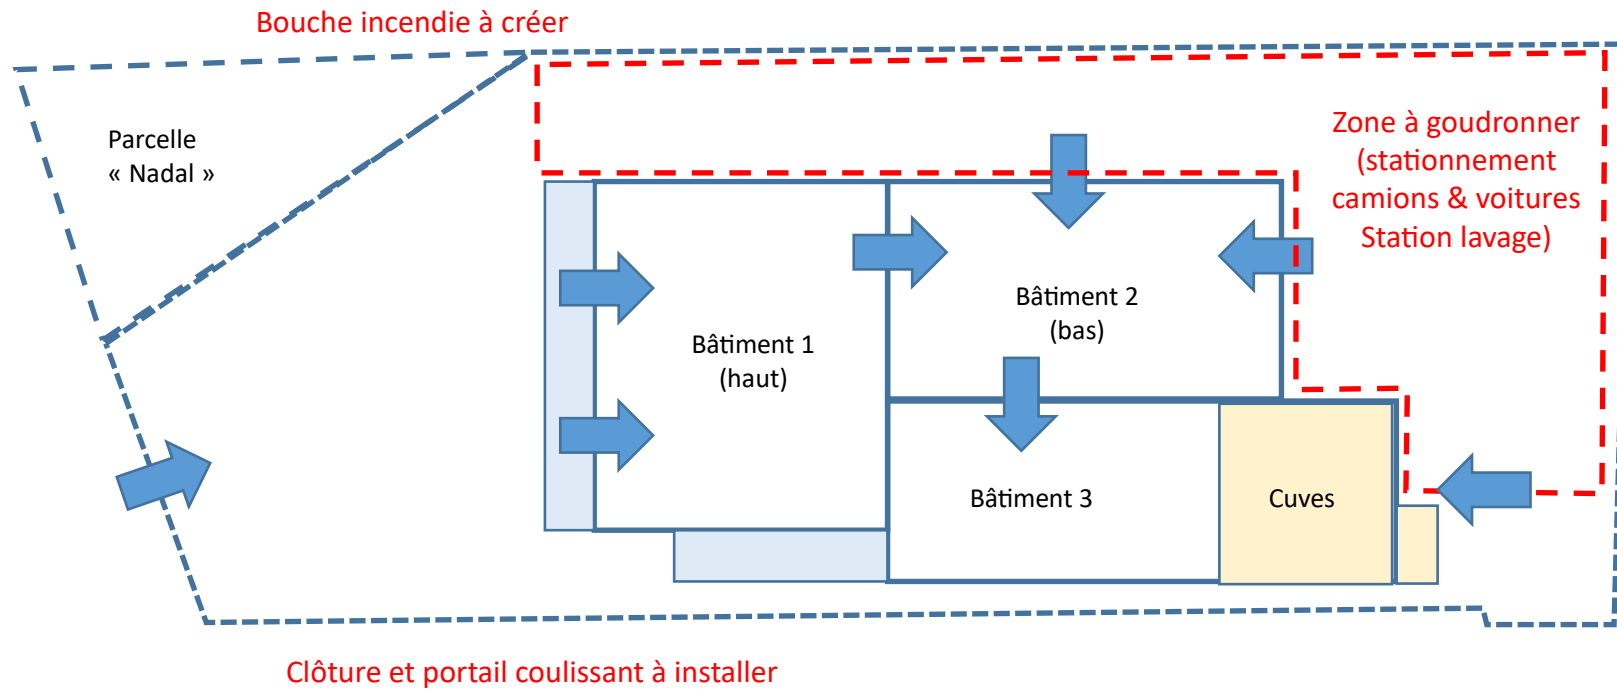 Bouche incendie à créer
Parcelle
« Nadal »
Zone à goudronner
(stationnement
camions & voitures
Station lavage)
Bâtiment 2
(bas)
Bâtiment 1
(haut)
Bâtiment 3
Cuves
Clôture et portail coulissant à installer